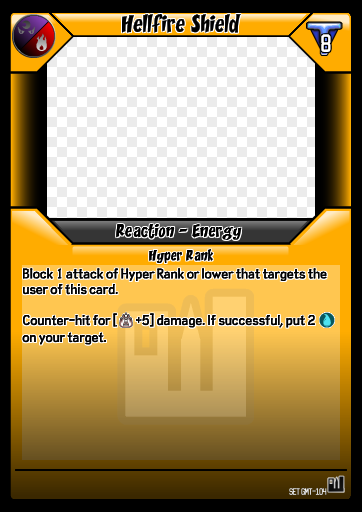 Hellfire Shield
8
Reaction - Energy
Hyper Rank
Block 1 attack of Hyper Rank or lower that targets the
user of this card.
Counter-hit for [ +5] damage. If successful, put 2
on your target.
SET GMT-104